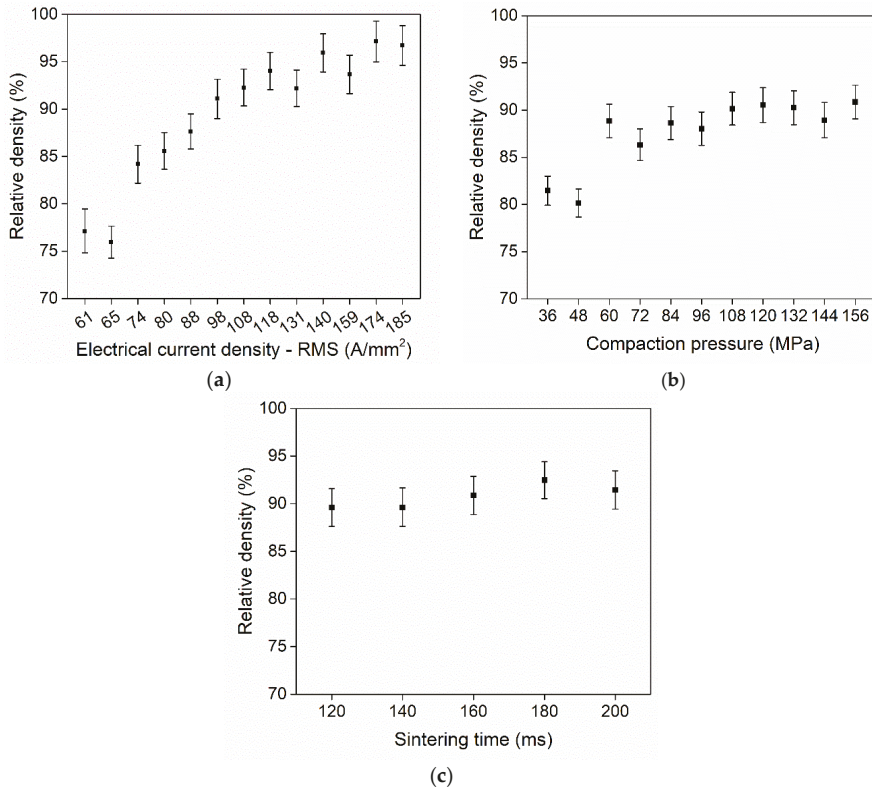 100
95
90
85
80
75
70
Relative density (%)
61 65 74 80 88 98 108 118 131 140 159 174 185
Electrical current density - RMS (A/mm²)
(a)
100
95
90
85
80
75
70
Relative density (%)
36 48 60 72 84 96 108 120 132 144 156
Compaction pressure (MPa)
(b)
100
95
90
85
80
75
70
Relative density (%)
120 140 160 180 200
Sintering time (ms)
(c)